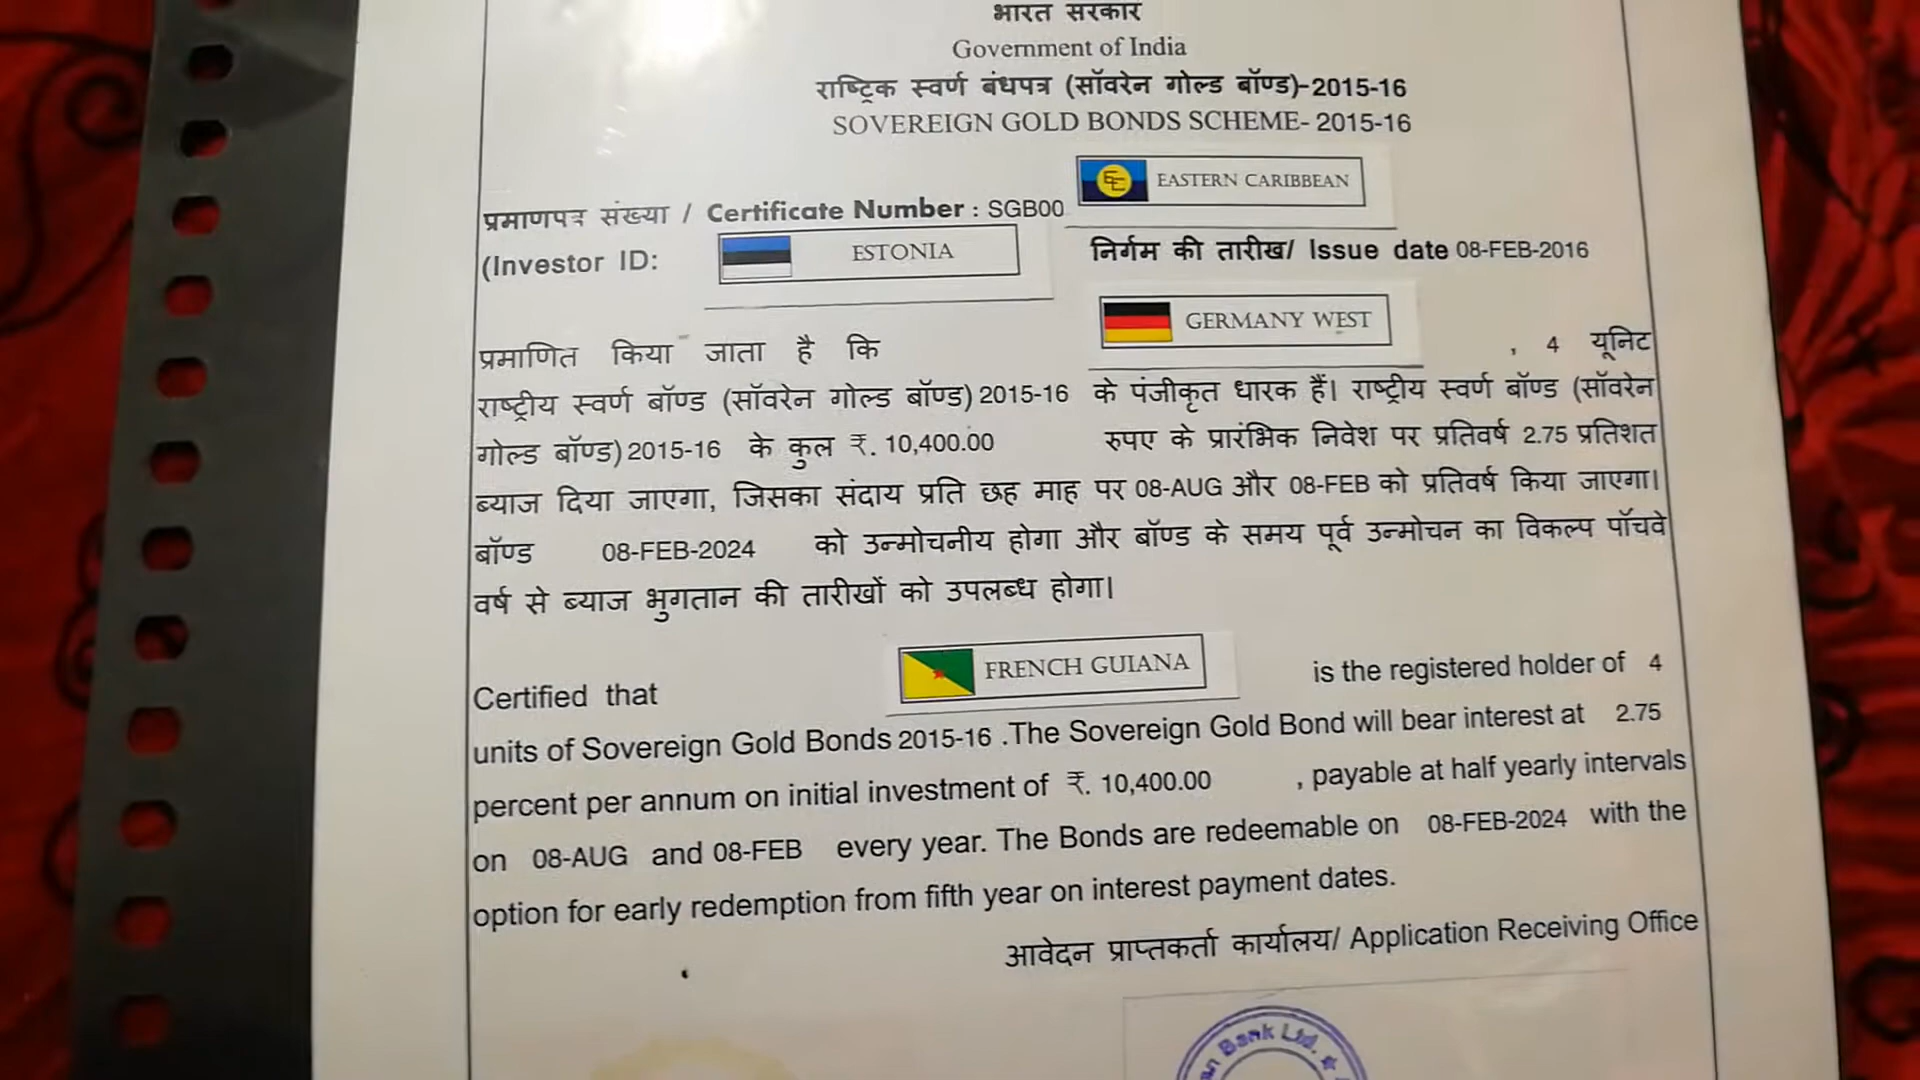 भारत सरकार
Government of India
राष्ट्रिक स्वर्ण बंधपत्र (सॉवरेन गोल्ड बॉण्ड)-2015-16
SOVEREIGN GOLD BONDS SCHEME- 2015-16
EASTERN CARIBBEAN
प्रमाणपत्र संख्या / Certificate Number : SGB00
(Investor ID: ESTONIA निर्गम की तारीख/ Issue date 08-FEB-2016
GERMANY WEST
प्रमाणित किया जाता है कि , 4 यूनिट
राष्ट्रीय स्वर्ण बॉण्ड (सॉवरेन गोल्ड बॉण्ड) 2015-16 के पंजीकृत धारक हैं। राष्ट्रीय स्वर्ण बॉण्ड (सॉवरेन
गोल्ड बॉण्ड) 2015-16 के कुल ₹. 10,400.00 रुपए के प्रारंभिक निवेश पर प्रतिवर्ष 2.75 प्रतिशत
ब्याज दिया जाएगा, जिसका संदाय प्रति छह माह पर 08-AUG और 08-FEB को प्रतिवर्ष किया जाएगा।
बॉण्ड 08-FEB-2024 को उन्मोचनीय होगा और बॉण्ड के समय पूर्व उन्मोचन का विकल्प पॉचवे
वर्ष से ब्याज भुगतान की तारीखों को उपलब्ध होगा।
Certified that FRENCH GUIANA is the registered holder of 4
units of Sovereign Gold Bonds 2015-16 .The Sovereign Gold Bond will bear interest at 2.75
percent per annum on initial investment of ₹. 10,400.00 , payable at half yearly intervals
on 08-AUG and 08-FEB every year. The Bonds are redeemable on 08-FEB-2024 with the
option for early redemption from fifth year on interest payment dates.
आवेदन प्राप्तकर्ता कार्यालय/ Application Receiving Office
Bank Ltd.